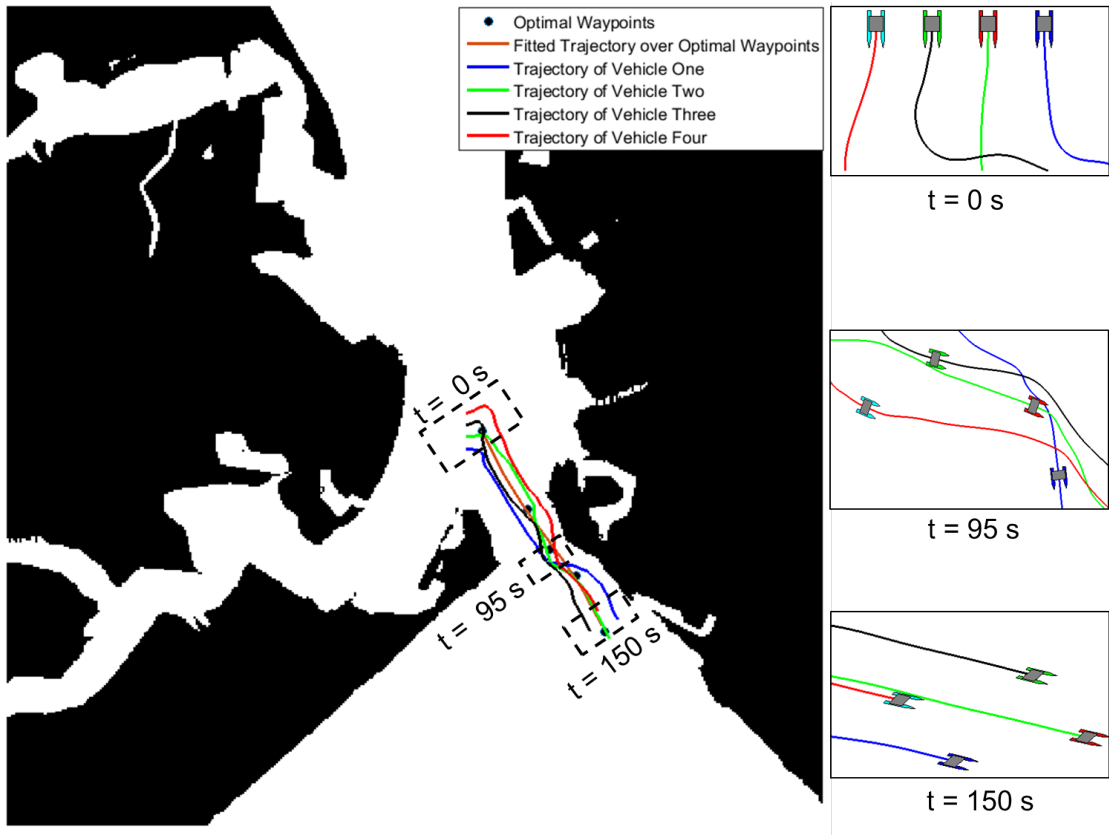 Optimal Waypoints
Fitted Trajectory over Optimal Waypoints
Trajectory of Vehicle One
Trajectory of Vehicle Two
Trajectory of Vehicle Three
Trajectory of Vehicle Four
t = 0 s
t = 95 s
t = 150 s
t = 0 s
t = 95 s
t = 150 s